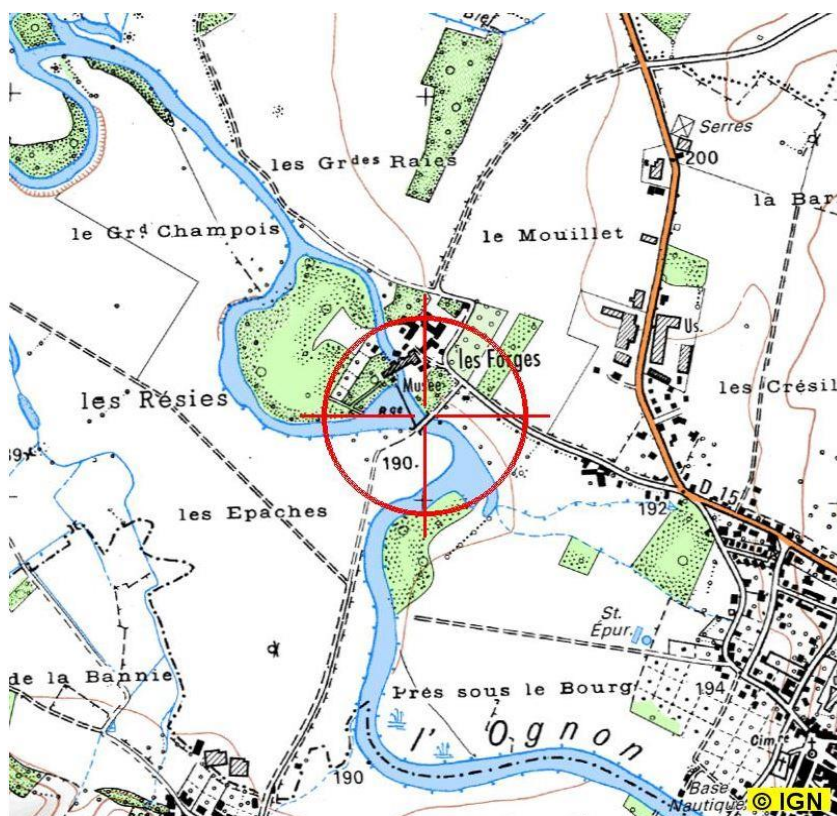 Serres
200
les Grdes Raies
la Bar
le Grd Champois
le Mouillet
Us.
les Forges
Musée
les Crésil
les Résies
Bge
190.
D 15
les Epaches
192
St.
Épur.
de la Bannie
194
Prés sous le Bourg
l' Ognon
Cimre
190
Base
Nautique
© IGN